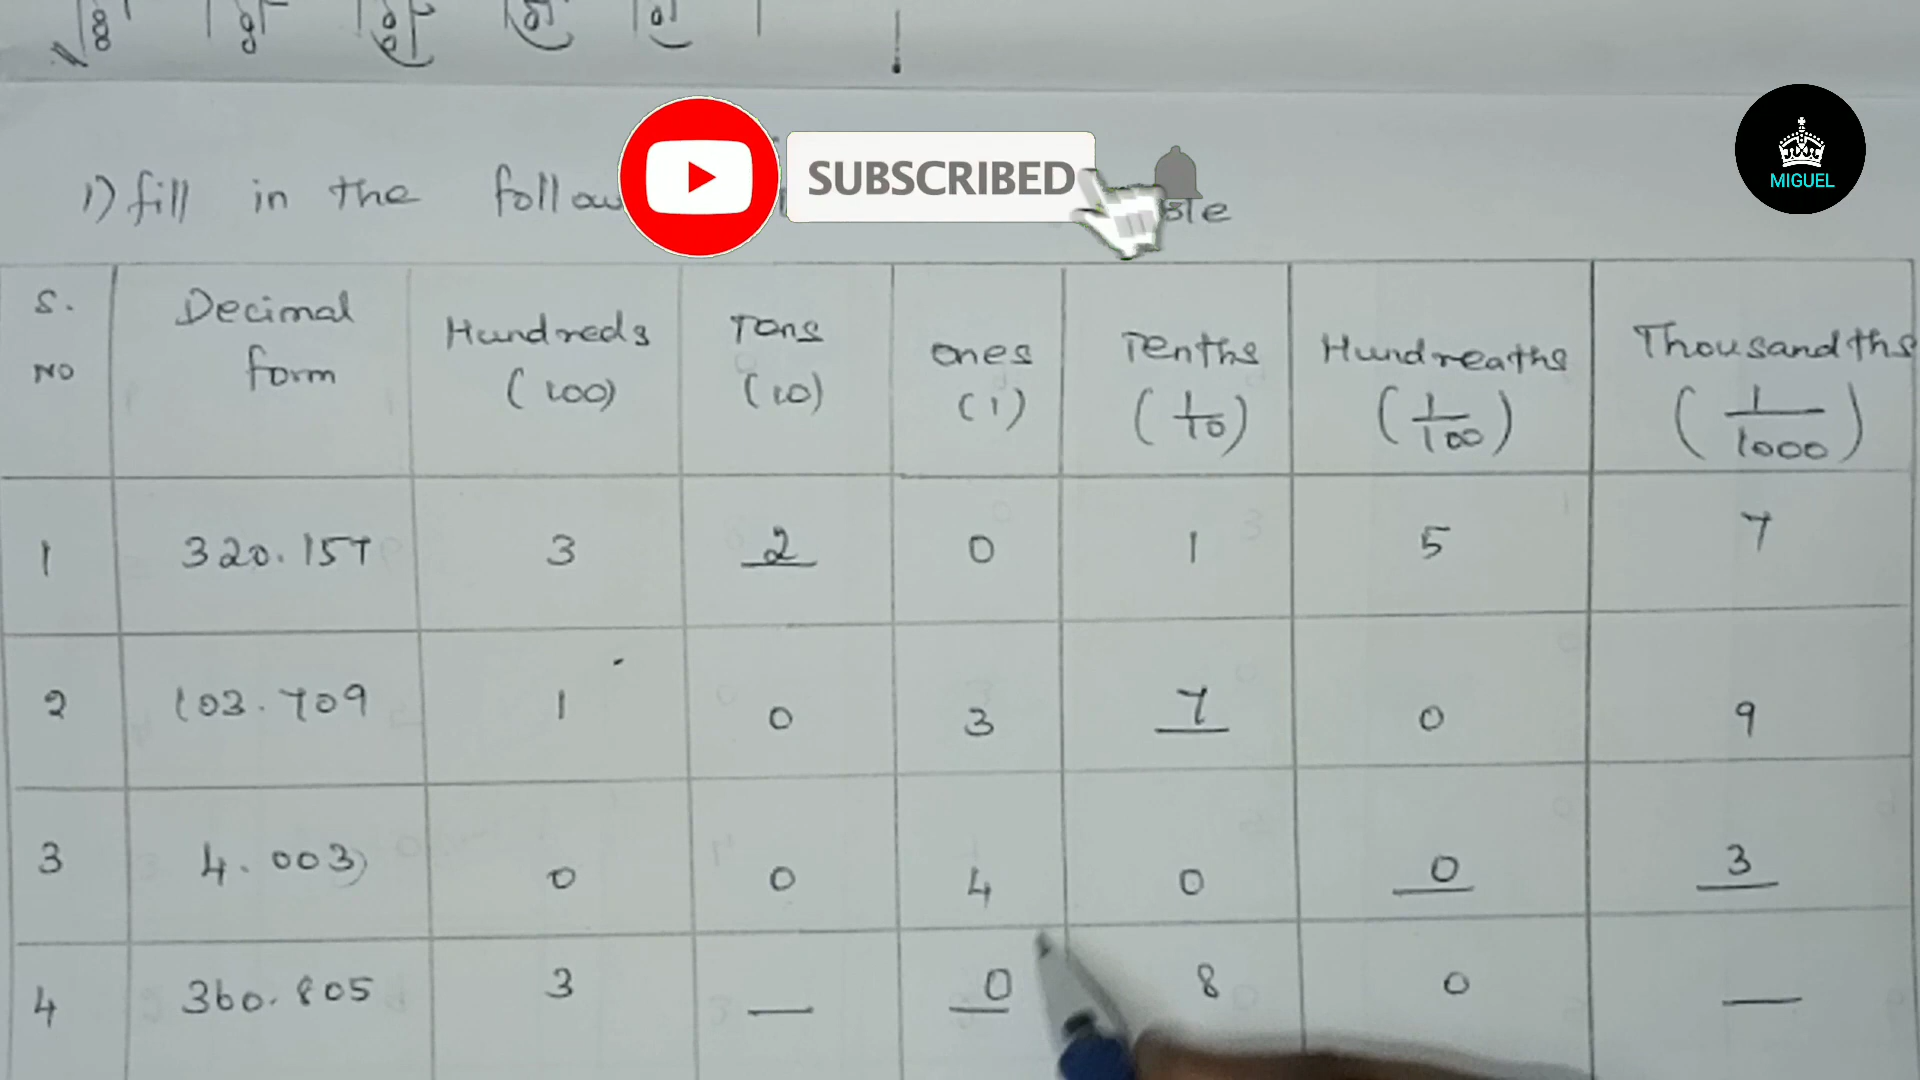 1) fill in the
SUBSCRIBED
MIGUEL
S. NO Decimal form Hundreds (100) Tons (10) ones (1) Tenths (1/10) Hundreaths (1/100) Thousandths (1/1000)
1 320.157 3 2 0 1 5 7
2 103.709 1 0 3 7 0 9
3 4.003 0 0 4 0 0 3
4 360.805 3 __ 0 8 0 __